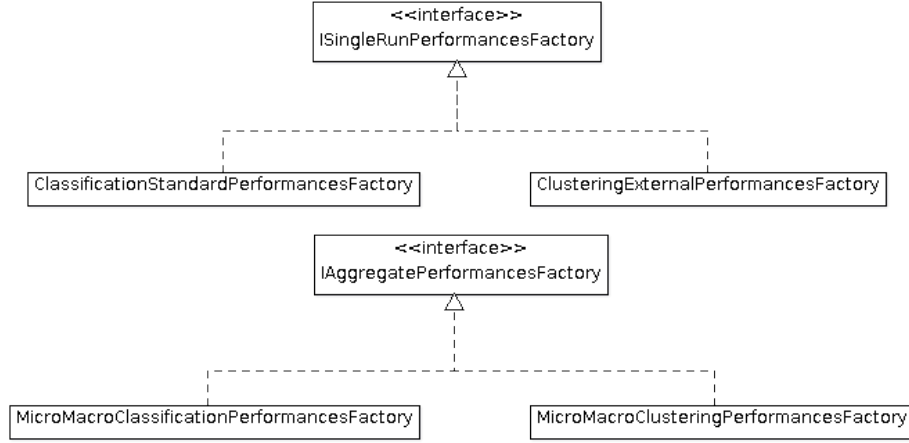 <<interface>>
ISingleRunPerformancesFactory
ClassificationStandardPerformancesFactory
ClusteringExternalPerformancesFactory
<<interface>>
IAggregatePerformancesFactory
MicroMacroClassificationPerformancesFactory
MicroMacroClusteringPerformancesFactory